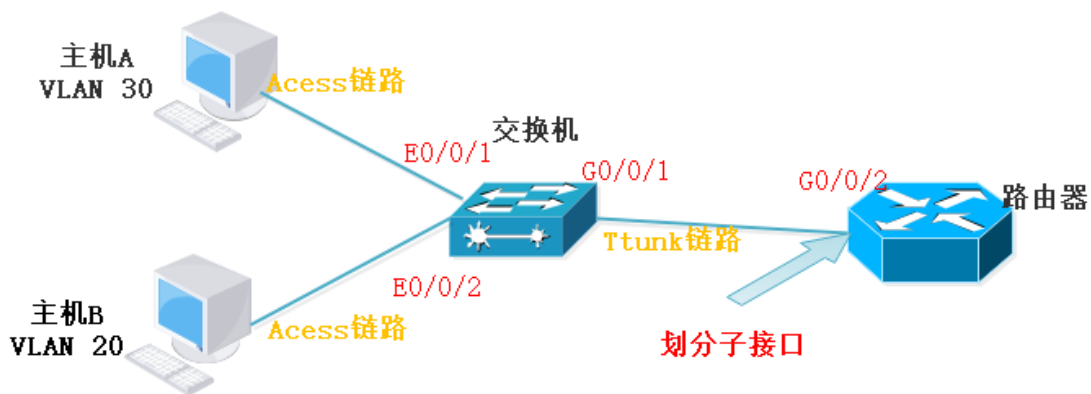 主机A
VLAN 30
Acess链路
E0/0/1
交换机
G0/0/1
G0/0/2
路由器
Ttunk链路
E0/0/2
主机B
VLAN 20
Acess链路
划分子接口